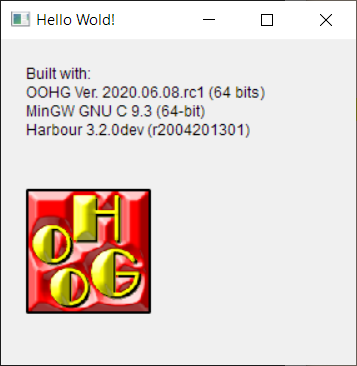 Hello Wold!
Built with:
OOHG Ver. 2020.06.08.rc1 (64 bits)
MinGW GNU C 9.3 (64-bit)
Harbour 3.2.0dev (r2004201301)
O H
O G